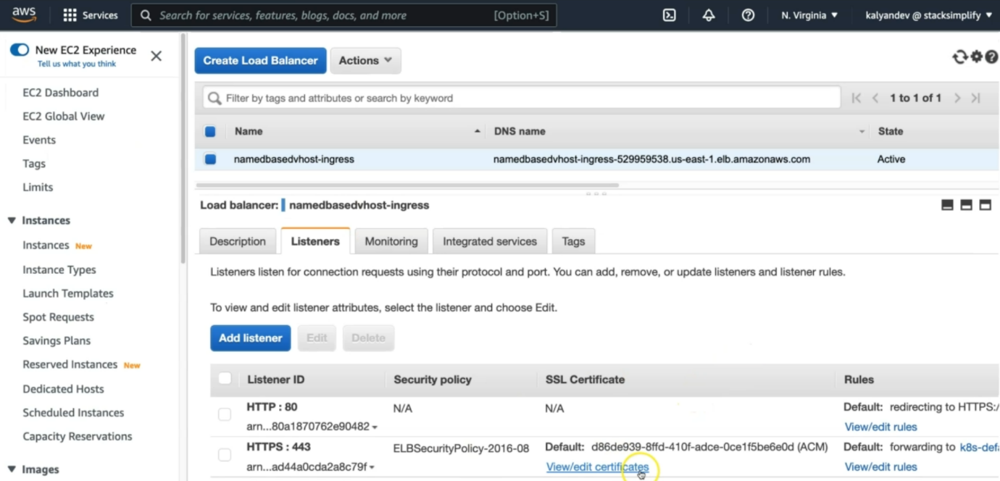 aws Services Search for services, features, blogs, docs, and more [Option+S] N. Virginia kalyandev @ stacksimplify
New EC2 Experience
Tell us what you think
EC2 Dashboard
EC2 Global View
Events
Tags
Limits
Instances
Instances New
Instance Types
Launch Templates
Spot Requests
Savings Plans
Reserved Instances New
Dedicated Hosts
Scheduled Instances
Capacity Reservations
Images
Create Load Balancer Actions
Filter by tags and attributes or search by keyword 1 to 1 of 1
Name DNS name State
namedbasedvhost-ingress namedbasedvhost-ingress-529959538.us-east-1.elb.amazonaws.com Active
Load balancer: namedbasedvhost-ingress
Description Listeners Monitoring Integrated services Tags
Listeners listen for connection requests using their protocol and port. You can add, remove, or update listeners and listener rules.
To view and edit listener attributes, select the listener and choose Edit.
Add listener Edit Delete
Listener ID Security policy SSL Certificate Rules
HTTP : 80 N/A N/A Default: redirecting to HTTPS:/
arn...80a1870762e90482 View/edit rules
HTTPS : 443 ELBSecurityPolicy-2016-08 Default: d86de939-8ffd-410f-adce-0ce1f5be6e0d (ACM) Default: forwarding to k8s-defa
arn...ad44a0cda2a8c79f View/edit certificates View/edit rules